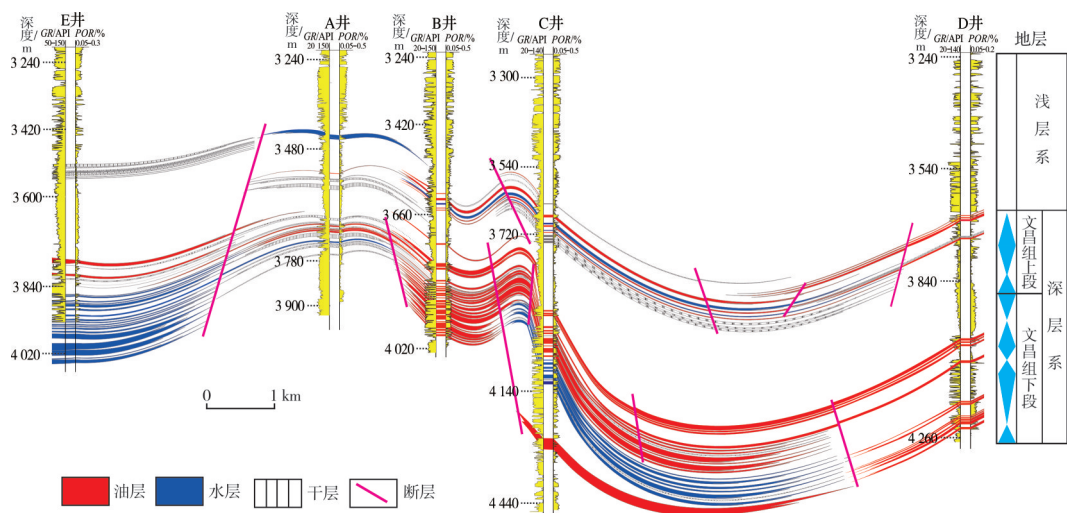 E井
深度/m
GR/API
50~150
POR/%
0.05~0.3
3 240
3 420
3 600
3 840
4 020
A井
深度/m
GR/API
20 150
POR/%
0.05~0.5
3 240
3 480
3 780
3 900
B井
深度/m
GR/API
20~150
POR/%
0.05~0.5
3 240
3 420
3 660
4 020
C井
深度/m
GR/API
20~140
POR/%
0.05~0.5
3 300
3 540
3 720
4 140
4 440
D井
深度/m
GR/API
20~140
POR/%
0.05~0.2
3 240
3 540
3 840
4 260
地层
浅层系
文昌组上段
文昌组下段
深层系
0 1 km
油层
水层
干层
断层